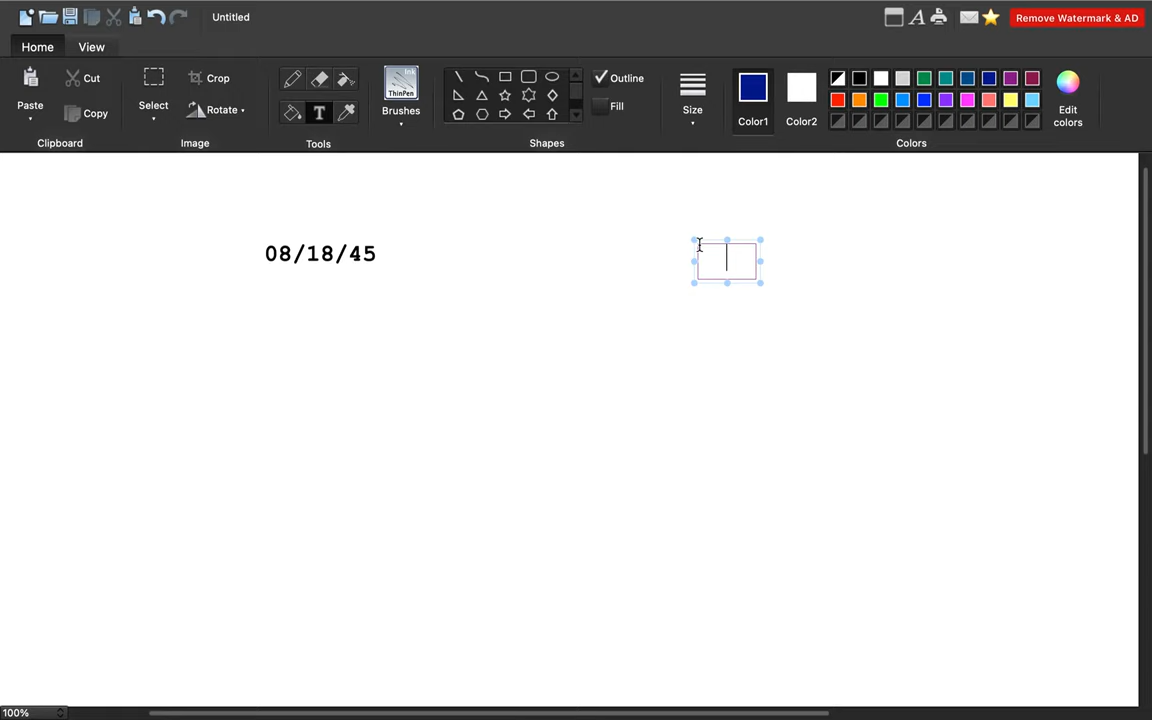 Untitled
Remove Watermark & AD
Home
View
Paste
Cut
Copy
Clipboard
Select
Crop
Rotate
Image
T
Tools
Ink
ThinPen
Brushes
Shapes
Outline
Fill
Size
Color1
Color2
Edit colors
Colors
08/18/45
100%